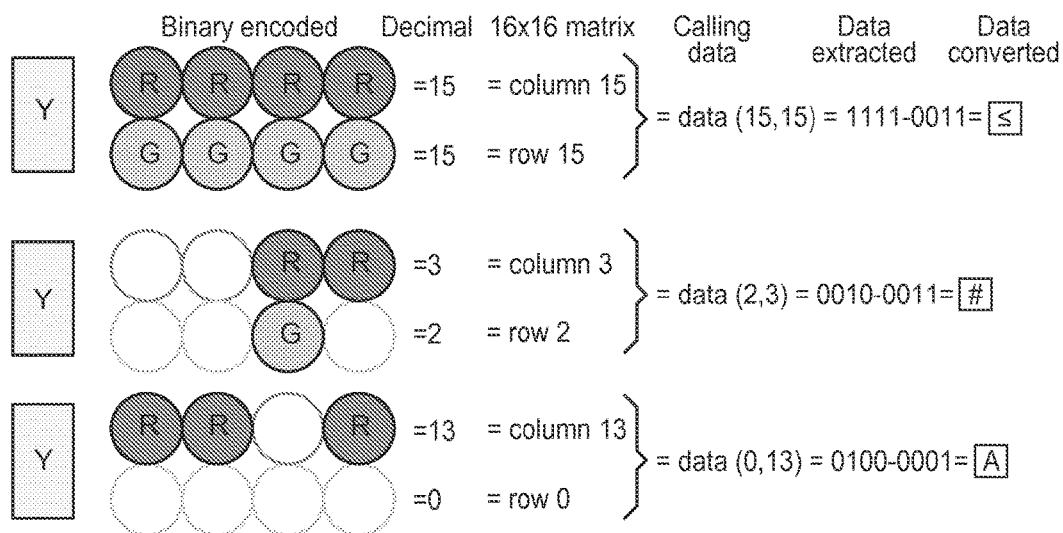 Binary encoded Decimal 16x16 matrix Calling data Data extracted Data converted
Y
R R R R =15 = column 15
G G G G =15 = row 15
= data (15,15) = 1111-0011= ≤
Y
R R =3 = column 3
G =2 = row 2
= data (2,3) = 0010-0011= #
Y
R R R =13 = column 13
=0 = row 0
= data (0,13) = 0100-0001= A